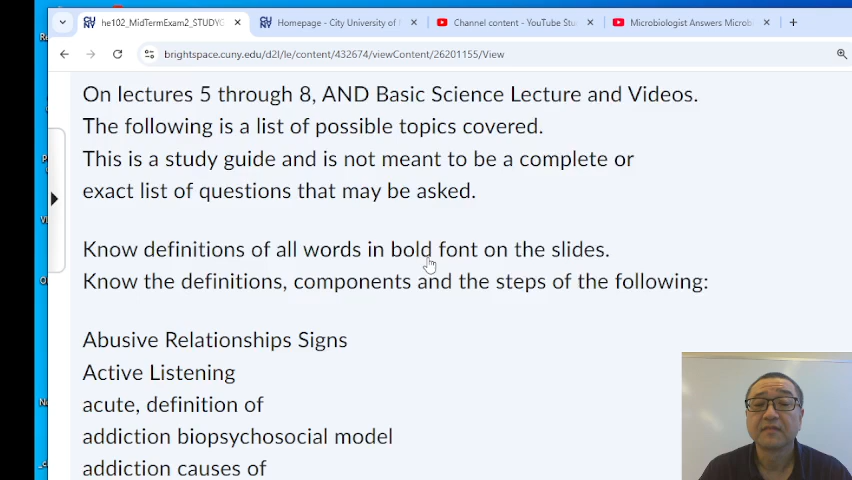 he102_MidTermExam2_STUDYG
Homepage - City University of
Channel content - YouTube Stu
Microbiologist Answers Microbi
brightspace.cuny.edu/d2l/le/content/432674/viewContent/26201155/View
On lectures 5 through 8, AND Basic Science Lecture and Videos.
The following is a list of possible topics covered.
This is a study guide and is not meant to be a complete or
exact list of questions that may be asked.
Know definitions of all words in bold font on the slides.
Know the definitions, components and the steps of the following:
Abusive Relationships Signs
Active Listening
acute, definition of
addiction biopsychosocial model
addiction causes of